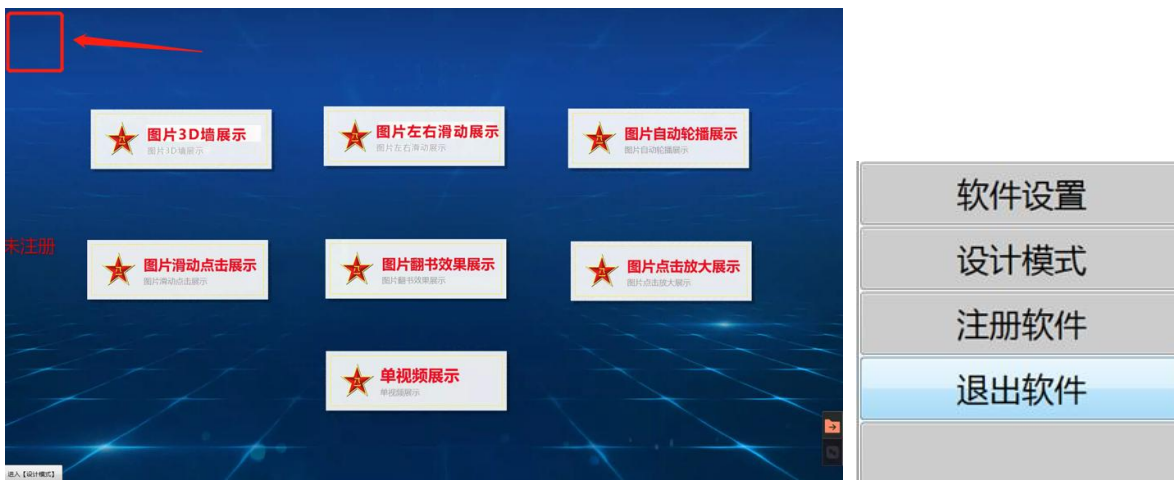 图片3D墙展示
图片3D墙展示
图片左右滑动展示
图片左右滑动展示
图片自动轮播展示
图片自动轮播展示
未注册
图片滑动点击展示
图片滑动点击展示
图片翻书效果展示
图片翻书效果展示
图片点击放大展示
图片点击放大展示
单视频展示
单视频展示
进入【设计模式】
软件设置
设计模式
注册软件
退出软件